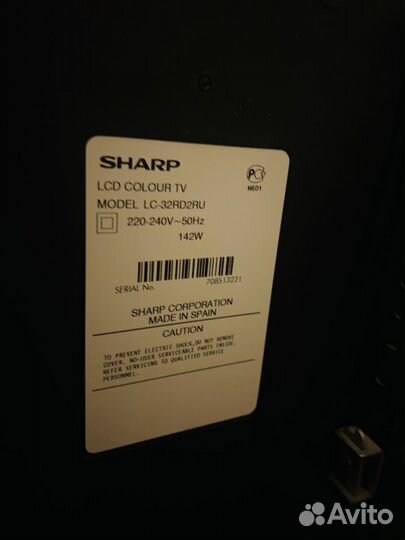 SHARP
LCD COLOUR TV
MODEL LC-32RD2RU
220-240V~50Hz
142W
РСТ
ME01
SERIAL No. 708513221
SHARP CORPORATION
MADE IN SPAIN
CAUTION
TO PREVENT ELECTRIC SHOCK,DO NOT REMOVE
COVER. NO-USER SERVICEABLE PARTS INSIDE.
REFER SERVICING TO QUALIFIED SERVICE
PERSONNEL.
Avito